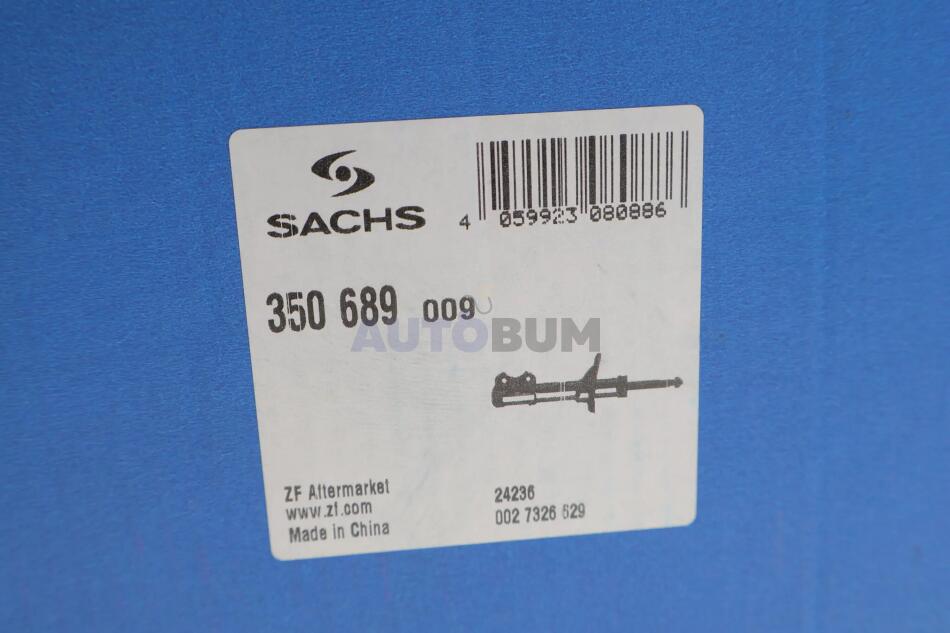 SACHS
4 059923 080886
350 689 009
AUTOBUM
ZF Aftermarket
www.zf.com
Made in China
24236
002 7326 629